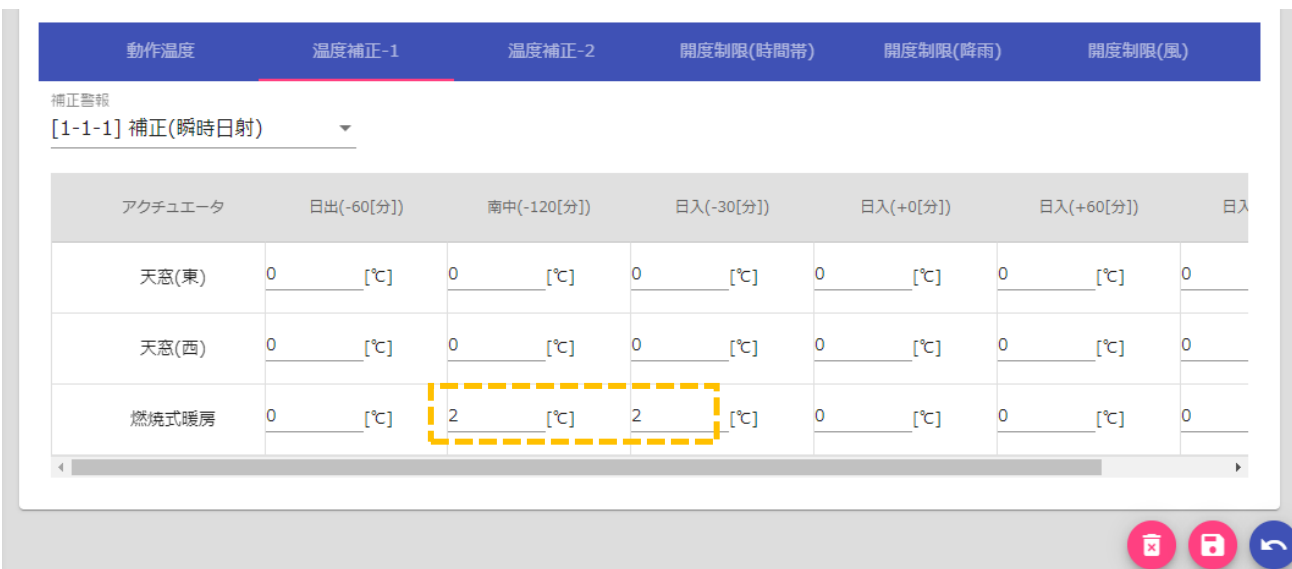 動作温度 温度補正-1 温度補正-2 開度制限(時間帯) 開度制限(降雨) 開度制限(風)
補正警報
[1-1-1] 補正(瞬時日射)
アクチュエータ 日出(-60[分]) 南中(-120[分]) 日入(-30[分]) 日入(+0[分]) 日入(+60[分]) 日入
天窓(東) 0 [℃] 0 [℃] 0 [℃] 0 [℃] 0 [℃] 0
天窓(西) 0 [℃] 0 [℃] 0 [℃] 0 [℃] 0 [℃] 0
燃焼式暖房 0 [℃] 2 [℃] 2 [℃] 0 [℃] 0 [℃] 0